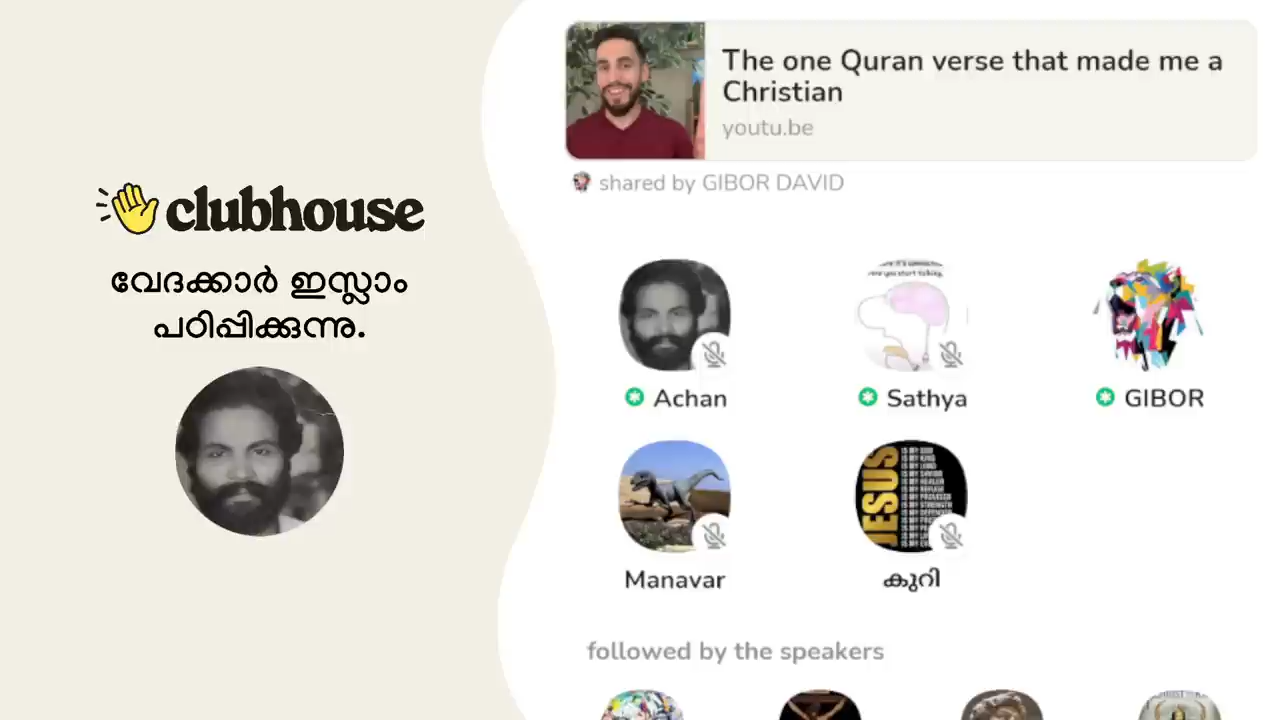 clubhouse
വേദക്കാർ ഇസ്ലാം
പഠിപ്പിക്കുന്നു.
The one Quran verse that made me a
Christian
youtu.be
shared by GIBOR DAVID
Achan
Sathya
GIBOR
JESUS
Manavar
കുറി
followed by the speakers